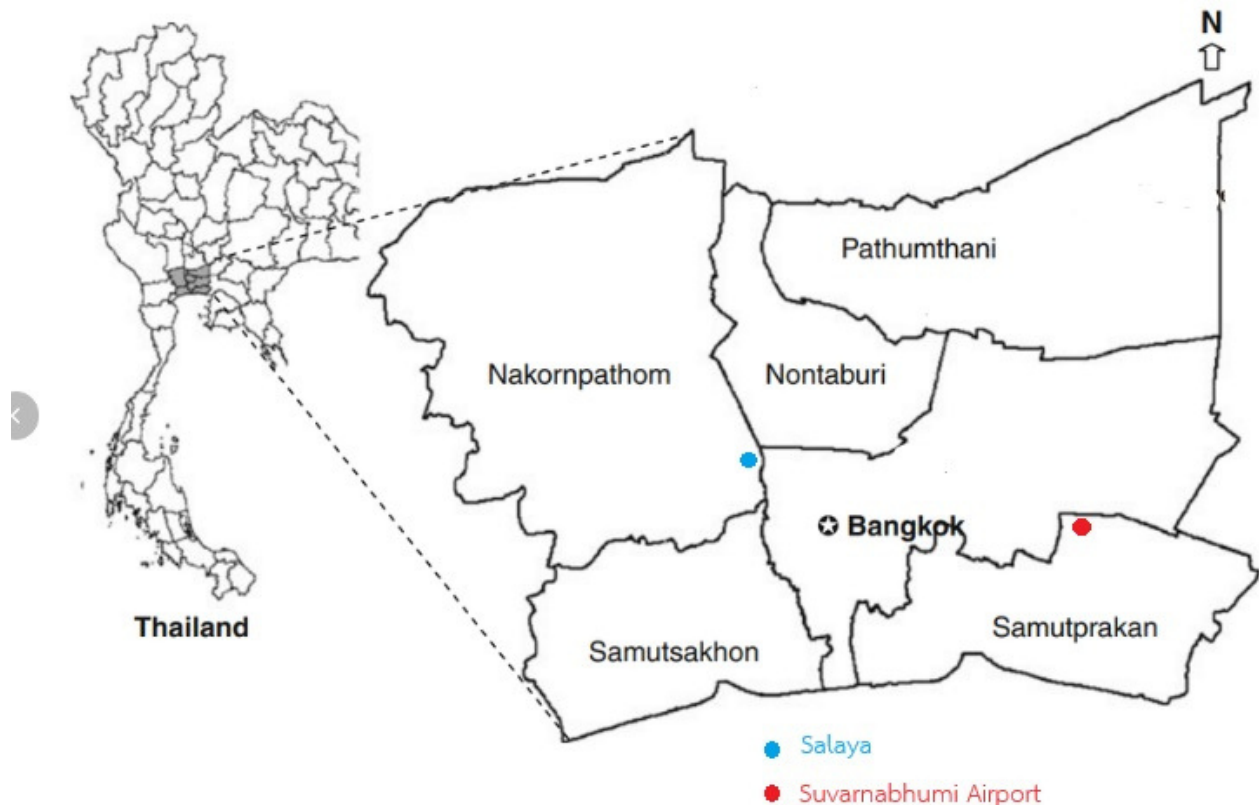 N
Pathumthani
Nakornpathom
Nontaburi
Bangkok
Thailand
Samutsakhon
Samutprakan
Salaya
Suvarnabhumi Airport